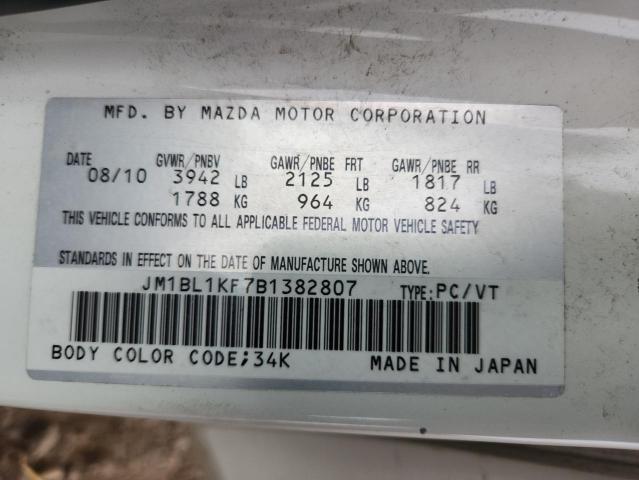 MFD. BY MAZDA MOTOR CORPORATION
DATE GVWR/PNBV GAWR/PNBE FRT GAWR/PNBE RR
08/10 3942 LB 2125 LB 1817 LB
1788 KG 964 KG 824 KG
THIS VEHICLE CONFORMS TO ALL APPLICABLE FEDERAL MOTOR VEHICLE SAFETY
STANDARDS IN EFFECT ON THE DATE OF MANUFACTURE SHOWN ABOVE.
JM1BL1KF7B1382807 TYPE:PC/VT
BODY COLOR CODE;34K MADE IN JAPAN